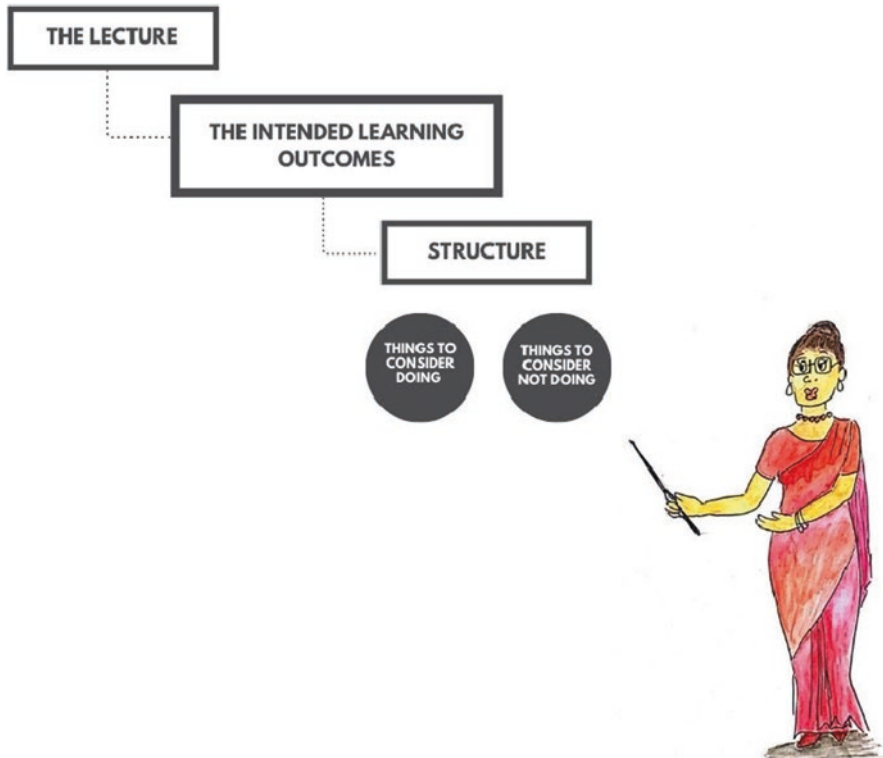 THE LECTURE
THE INTENDED LEARNING
OUTCOMES
STRUCTURE
THINGS TO
CONSIDER
DOING
THINGS TO
CONSIDER
NOT DOING